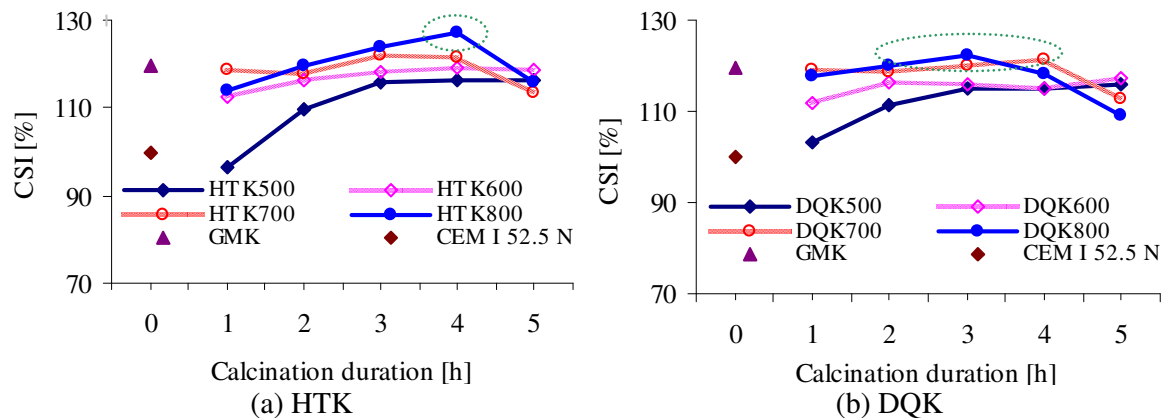 130
110
90
70
CSI [%]
HTK500
HTK600
HTK700
HTK800
GMK
CEM I 52.5 N
0 1 2 3 4 5
Calcination duration [h]
(a) HTK
130
110
90
70
CSI [%]
DQK500
DQK600
DQK700
DQK800
GMK
CEM I 52.5 N
0 1 2 3 4 5
Calcination duration [h]
(b) DQK